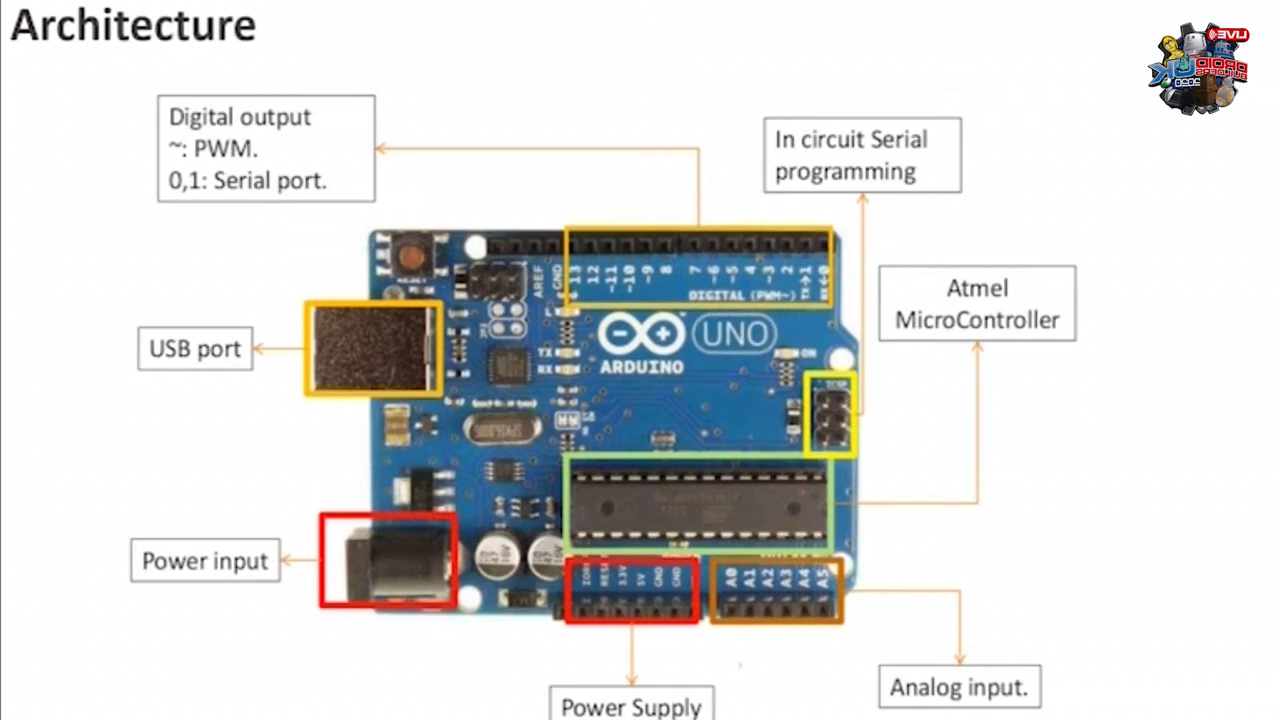 Architecture
Digital output
~: PWM.
0,1: Serial port.
In circuit Serial
programming
Atmel
MicroController
USB port
Power input
Power Supply
Analog input.
AREF
GND
13
12
~11
~10
~9
8
7
~6
~5
4
~3
2
TX→1
RX←0
DIGITAL (PWM~)
UNO
ARDUINO
TX
RX
ON
ICSP
3.3V
5V
GND
GND
A0
A1
A2
A3
A4
A5